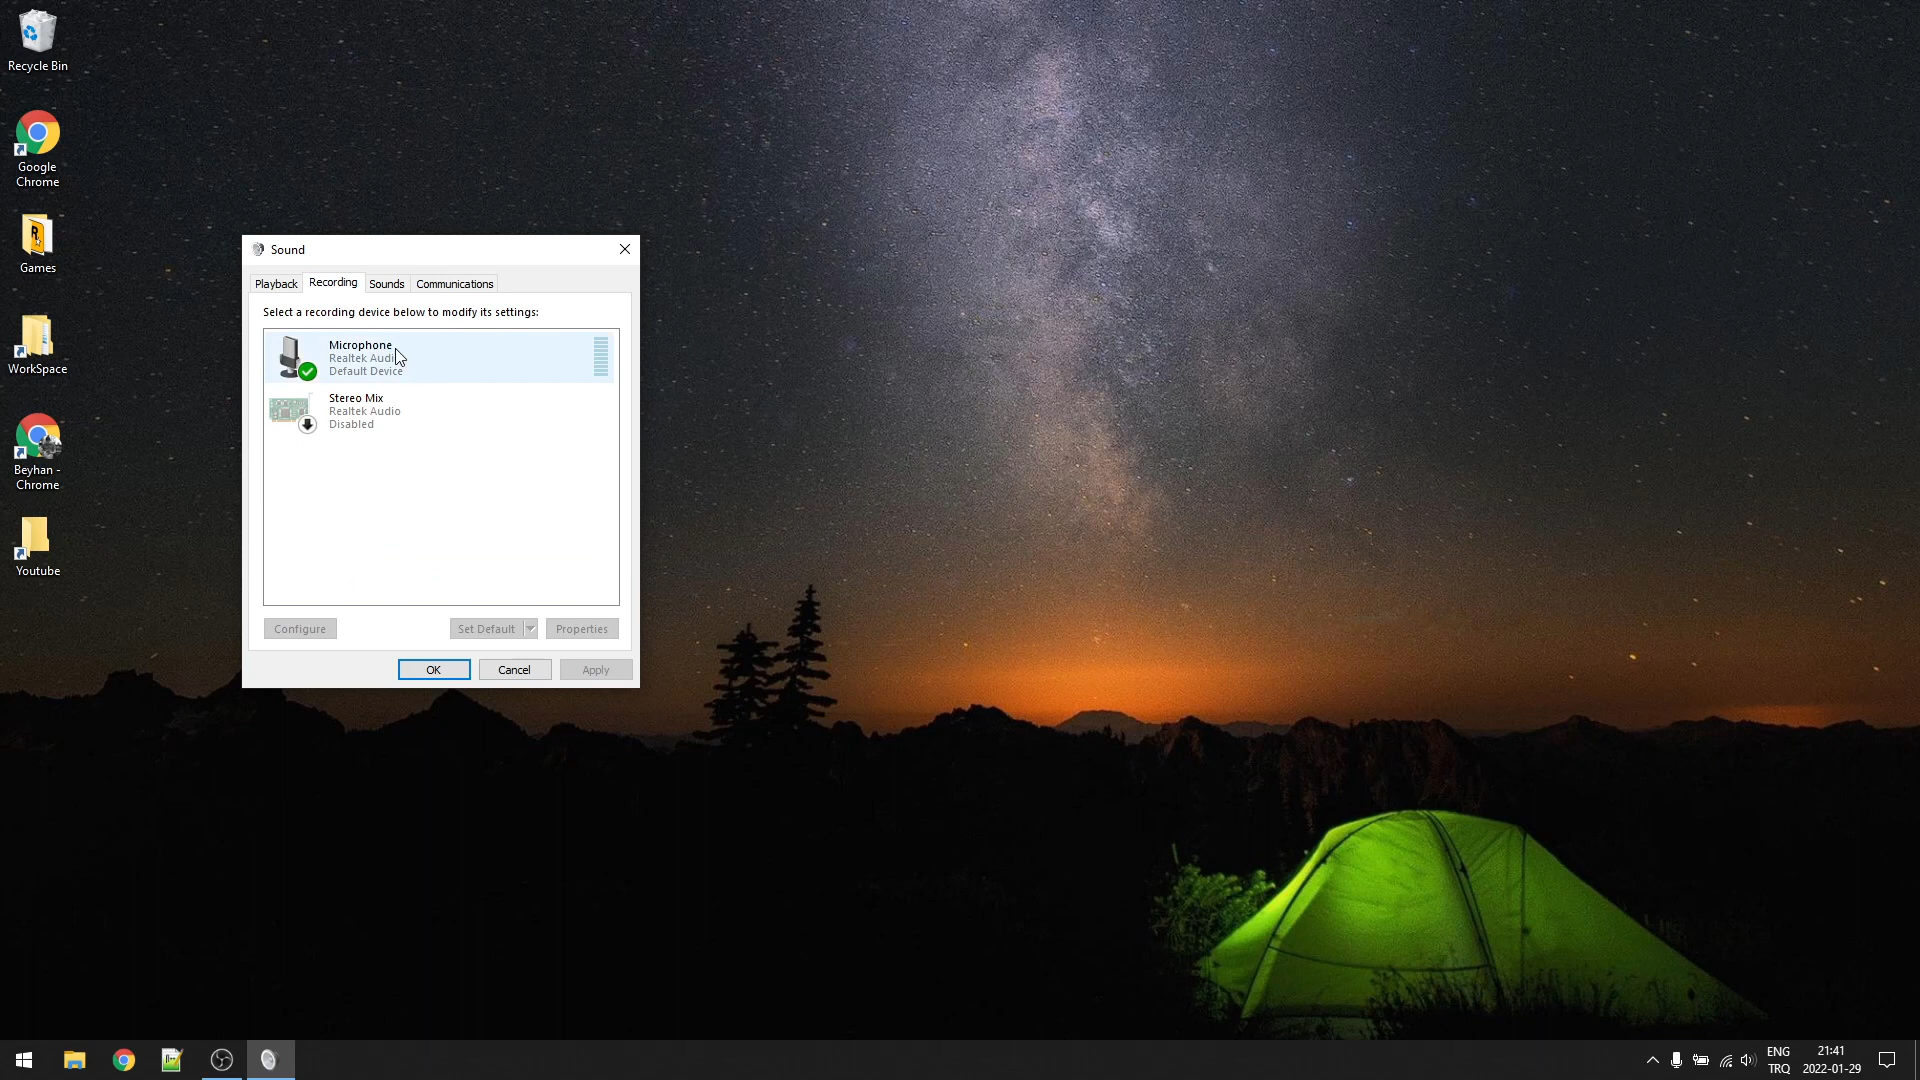 Recycle Bin
Google
Chrome
Games
WorkSpace
Beyhan -
Chrome
Youtube
Sound
Playback
Recording
Sounds
Communications
Select a recording device below to modify its settings:
Microphone
Realtek Audio
Default Device
Stereo Mix
Realtek Audio
Disabled
Configure
Set Default
Properties
OK
Cancel
Apply
ENG
TRQ
21:41
2022-01-29